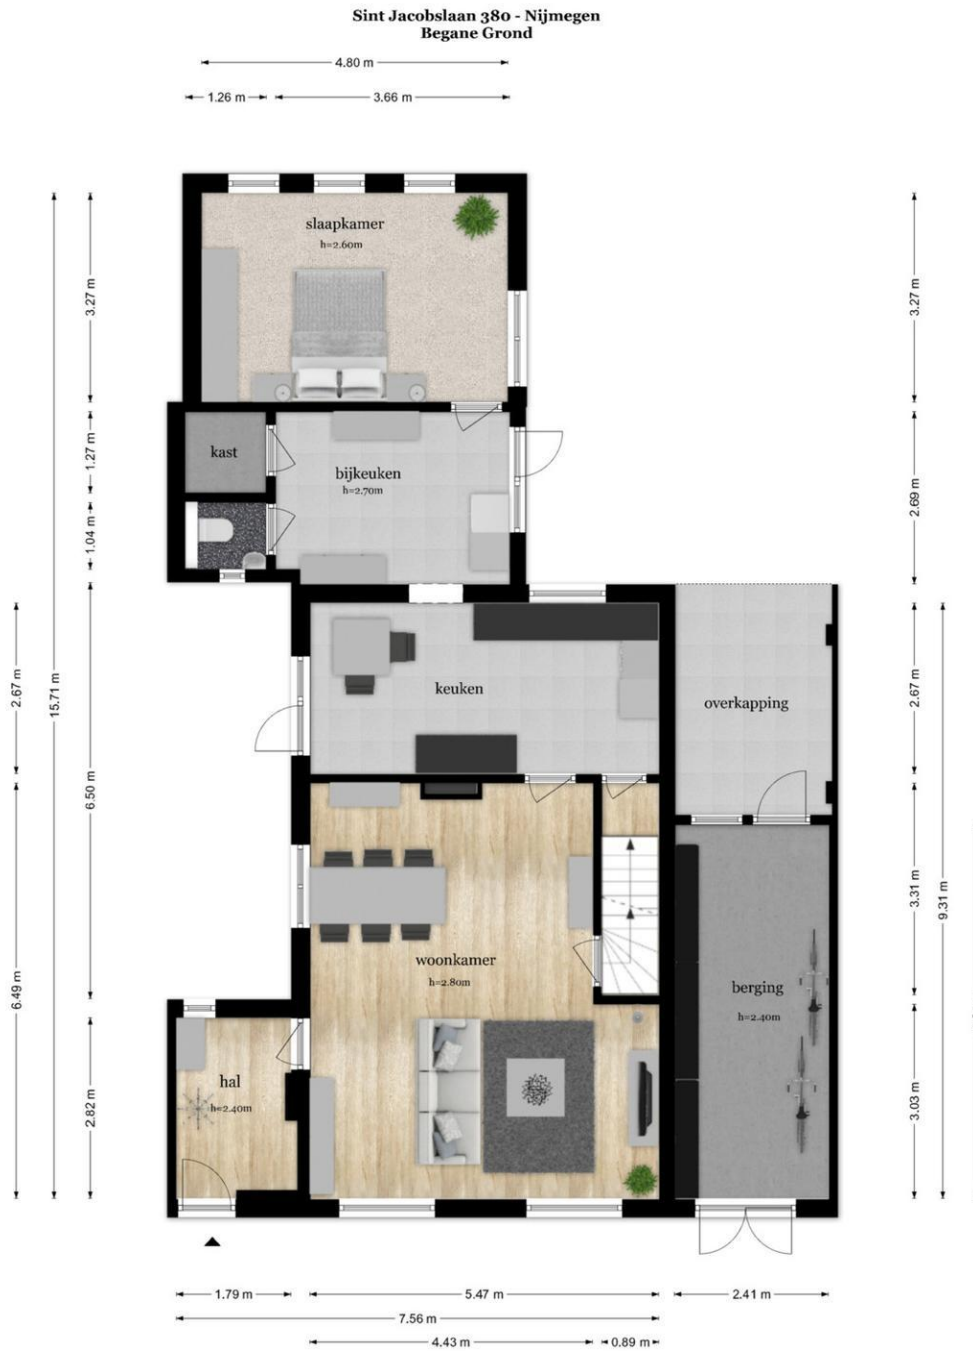 Sint Jacobslaan 380 - Nijmegen
Begane Grond
4.80 m
1.26 m
3.66 m
slaapkamer
h=2.60m
3.27 m
3.27 m
kast
bijkeuken
h=2.70m
1.27 m
1.04 m
2.69 m
keuken
overkapping
2.67 m
15.71 m
6.50 m
2.67 m
woonkamer
h=2.80m
berging
h=2.40m
6.49 m
3.31 m
9.31 m
hal
h=2.40m
2.82 m
3.03 m
1.79 m
5.47 m
2.41 m
7.56 m
4.43 m
0.89 m